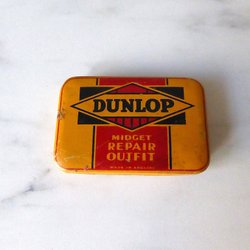 DUNLOP
MIDGET
REPAIR
OUTFIT
MADE IN ENGLAND